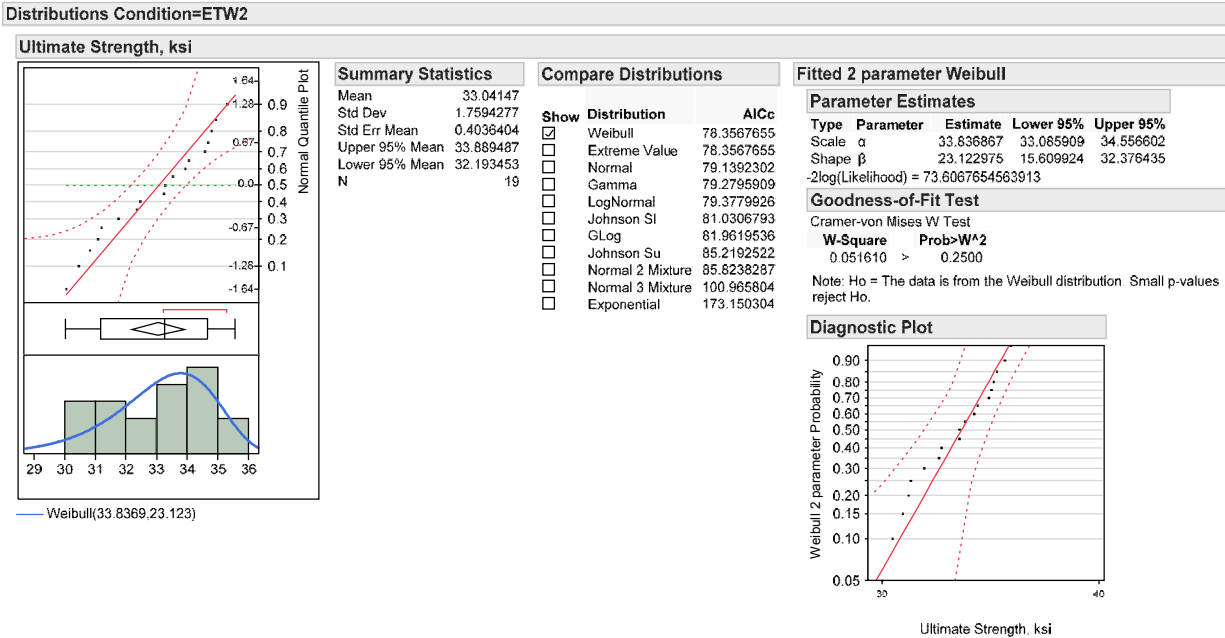 Distributions Condition=ETW2
Ultimate Strength, ksi
1.64
1.28
0.67
0.0
-0.67
-1.28
-1.64
0.9
0.8
0.7
0.6
0.5
0.4
0.3
0.2
0.1
Normal Quantile Plot
29 30 31 32 33 34 35 36
Weibull(33.8369,23.123)
Summary Statistics
Mean 33.04147
Std Dev 1.7594277
Std Err Mean 0.4036404
Upper 95% Mean 33.889487
Lower 95% Mean 32.193453
N 19
Compare Distributions
Show Distribution AICc
Weibull 78.3567655
Extreme Value 78.3567655
Normal 79.1392302
Gamma 79.2795909
LogNormal 79.3779926
Johnson Sl 81.0306793
GLog 81.9619536
Johnson Su 85.2192522
Normal 2 Mixture 85.8238287
Normal 3 Mixture 100.965804
Exponential 173.150304
Fitted 2 parameter Weibull
Parameter Estimates
Type Parameter Estimate Lower 95% Upper 95%
Scale α 33.836867 33.085909 34.556602
Shape β 23.122975 15.609924 32.376435
-2log(Likelihood) = 73.6067654563913
Goodness-of-Fit Test
Cramer-von Mises W Test
W-Square Prob>W^2
0.051610 > 0.2500
Note: Ho = The data is from the Weibull distribution. Small p-values
reject Ho.
Diagnostic Plot
Weibull 2 parameter Probability
0.90
0.80
0.70
0.60
0.50
0.40
0.30
0.20
0.15
0.10
0.05
30 40
Ultimate Strength, ksi